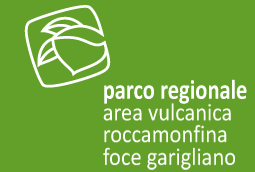 parco regionale
area vulcanica
roccamonfina
foce garigliano